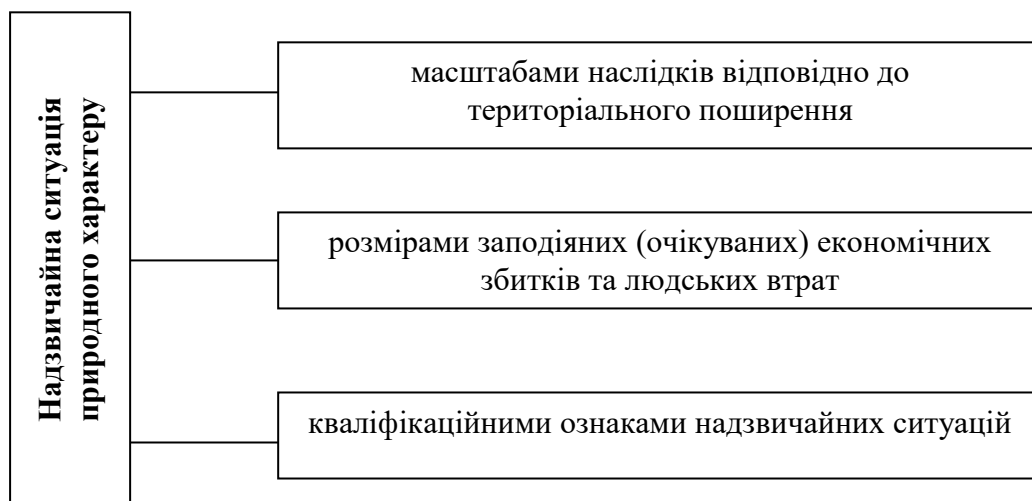 Надзвичайна ситуація
природного характеру
масштабами наслідків відповідно до
територіального поширення
розмірами заподіяних (очікуваних) економічних
збитків та людських втрат
кваліфікаційними ознаками надзвичайних ситуацій